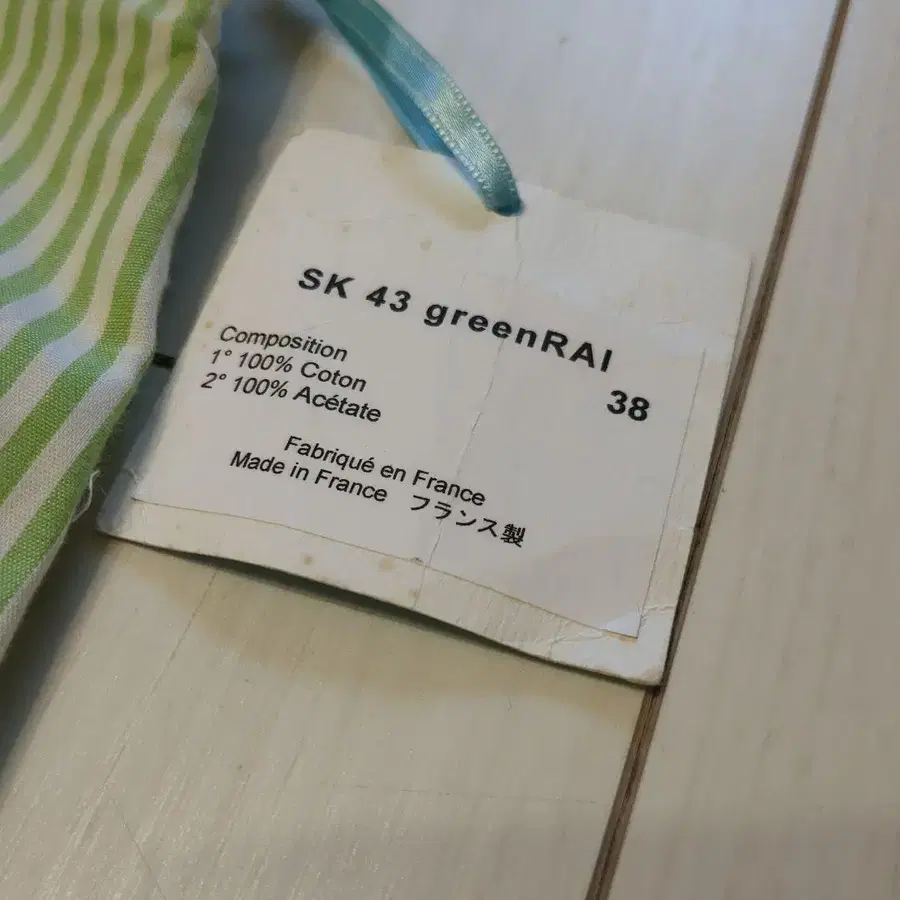 SK 43 greenRAI
38
Composition
1° 100% Coton
2° 100% Acétate
Fabriqué en France
Made in France フランス製